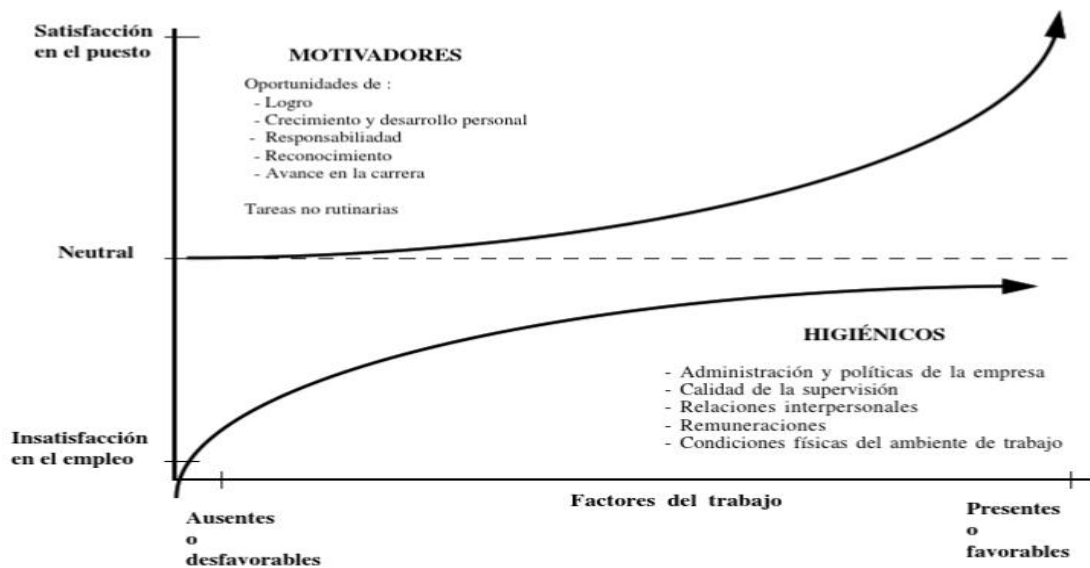 Satisfacción
en el puesto
MOTIVADORES
Oportunidades de :
- Logro
- Crecimiento y desarrollo personal
- Responsabiliadad
- Reconocimiento
- Avance en la carrera
Tareas no rutinarias
Neutral
HIGIÉNICOS
- Administración y políticas de la empresa
- Calidad de la supervisión
- Relaciones interpersonales
- Remuneraciones
- Condiciones físicas del ambiente de trabajo
Insatisfacción
en el empleo
Factores del trabajo
Ausentes
o
desfavorables
Presentes
o
favorables